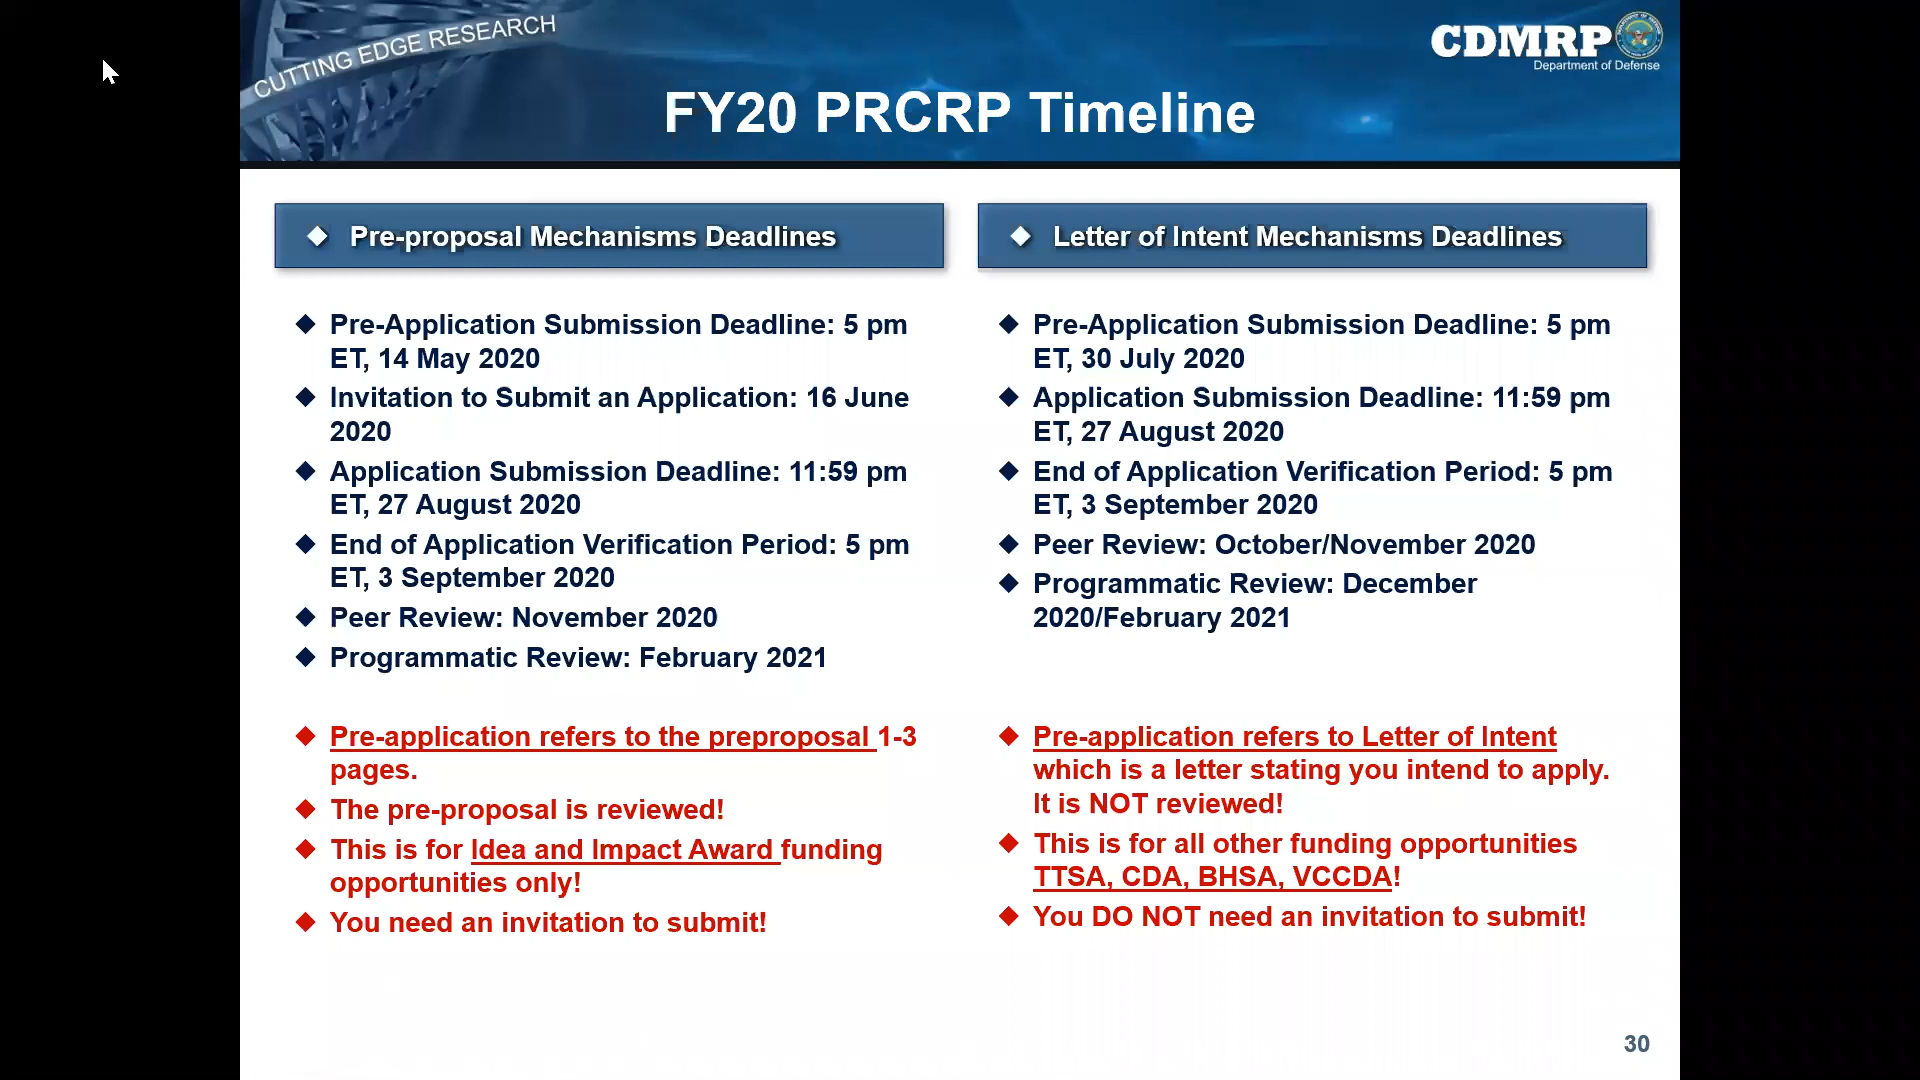 CUTTING EDGE RESEARCH
CDMRP
Department of Defense
FY20 PRCRP Timeline
Pre-proposal Mechanisms Deadlines
Pre-Application Submission Deadline: 5 pm
ET, 14 May 2020
Invitation to Submit an Application: 16 June
2020
Application Submission Deadline: 11:59 pm
ET, 27 August 2020
End of Application Verification Period: 5 pm
ET, 3 September 2020
Peer Review: November 2020
Programmatic Review: February 2021
Pre-application refers to the preproposal 1-3
pages.
The pre-proposal is reviewed!
This is for Idea and Impact Award funding
opportunities only!
You need an invitation to submit!
Letter of Intent Mechanisms Deadlines
Pre-Application Submission Deadline: 5 pm
ET, 30 July 2020
Application Submission Deadline: 11:59 pm
ET, 27 August 2020
End of Application Verification Period: 5 pm
ET, 3 September 2020
Peer Review: October/November 2020
Programmatic Review: December
2020/February 2021
Pre-application refers to Letter of Intent
which is a letter stating you intend to apply.
It is NOT reviewed!
This is for all other funding opportunities
TTSA, CDA, BHSA, VCCDA!
You DO NOT need an invitation to submit!
30